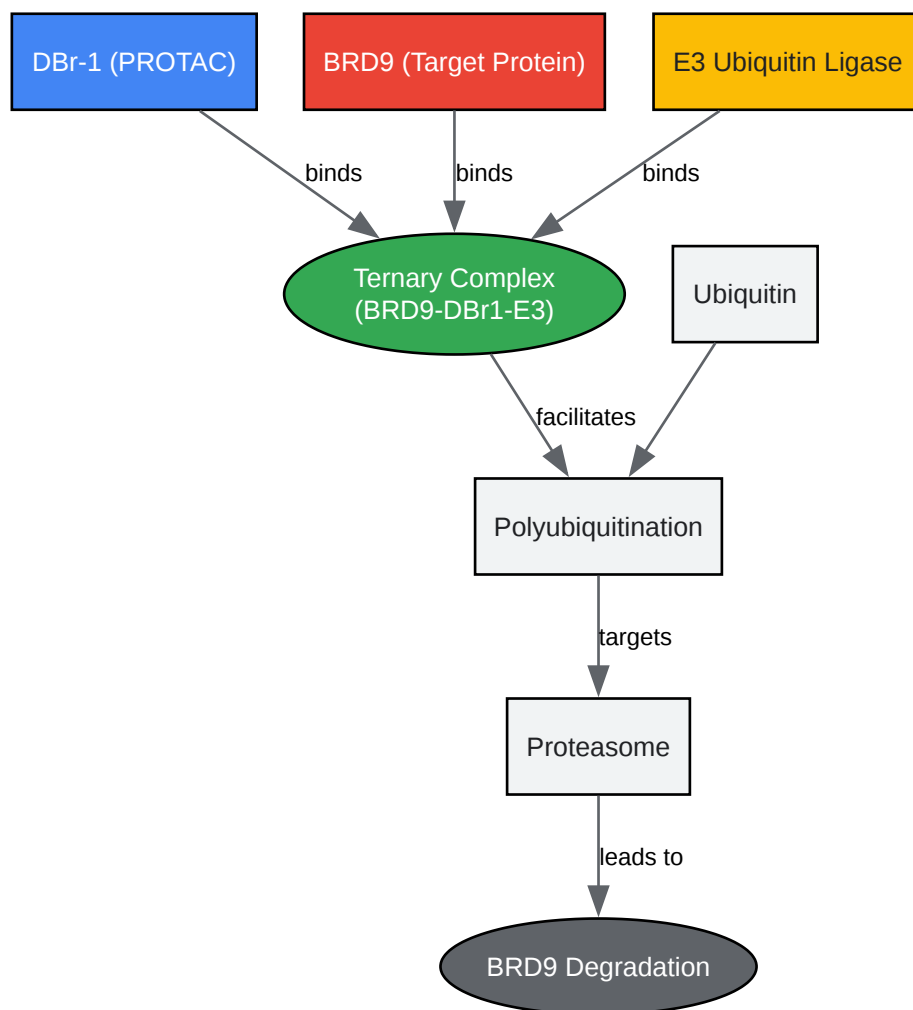 DBr-1 (PROTAC)
BRD9 (Target Protein)
E3 Ubiquitin Ligase
binds
binds
binds
Ternary Complex
(BRD9-DBr1-E3)
Ubiquitin
facilitates
Polyubiquitination
targets
Proteasome
leads to
BRD9 Degradation